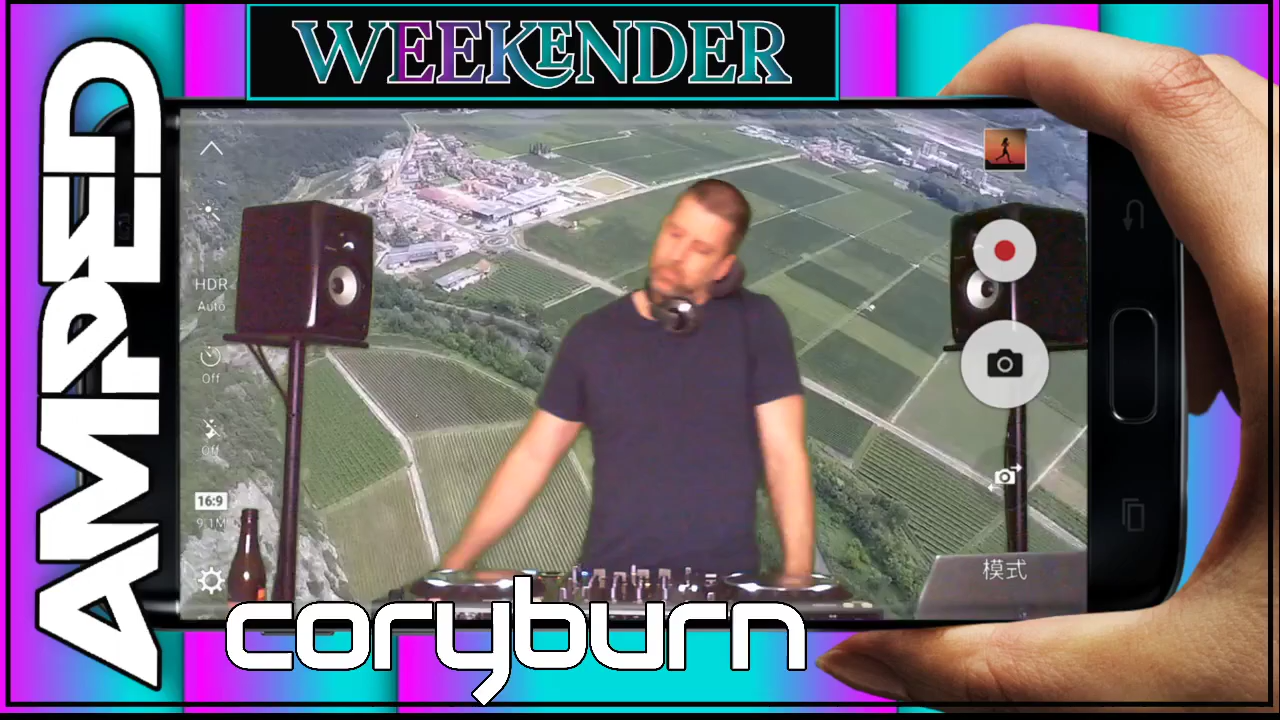 WEEKENDER
AMPED
HDR
Auto
Off
Off
16:9
9.1M
模式
coryburn